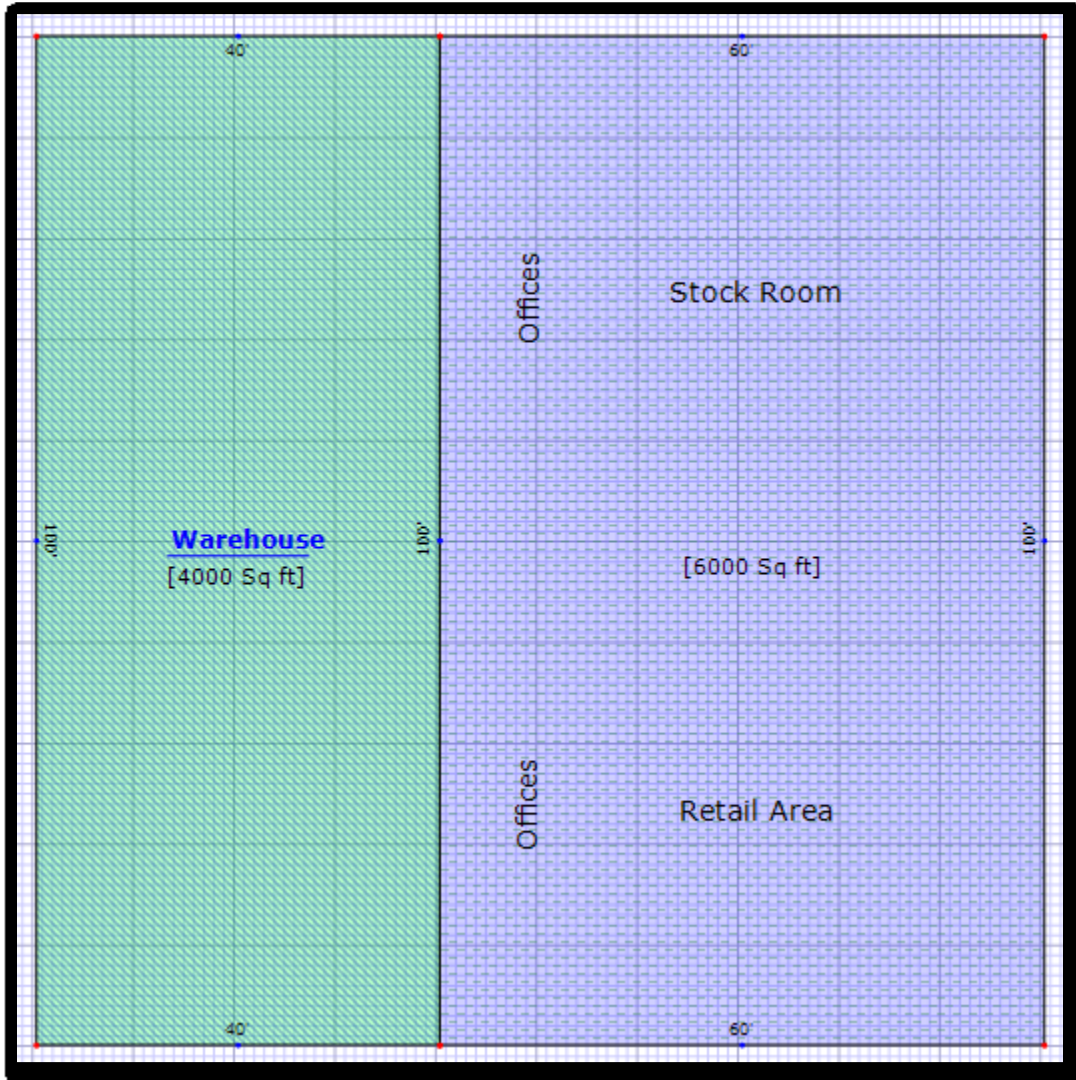 40'
60'
Offices
Stock Room
100'
Warehouse
[4000 Sq ft]
100'
[6000 Sq ft]
100'
Offices
Retail Area
40'
60'